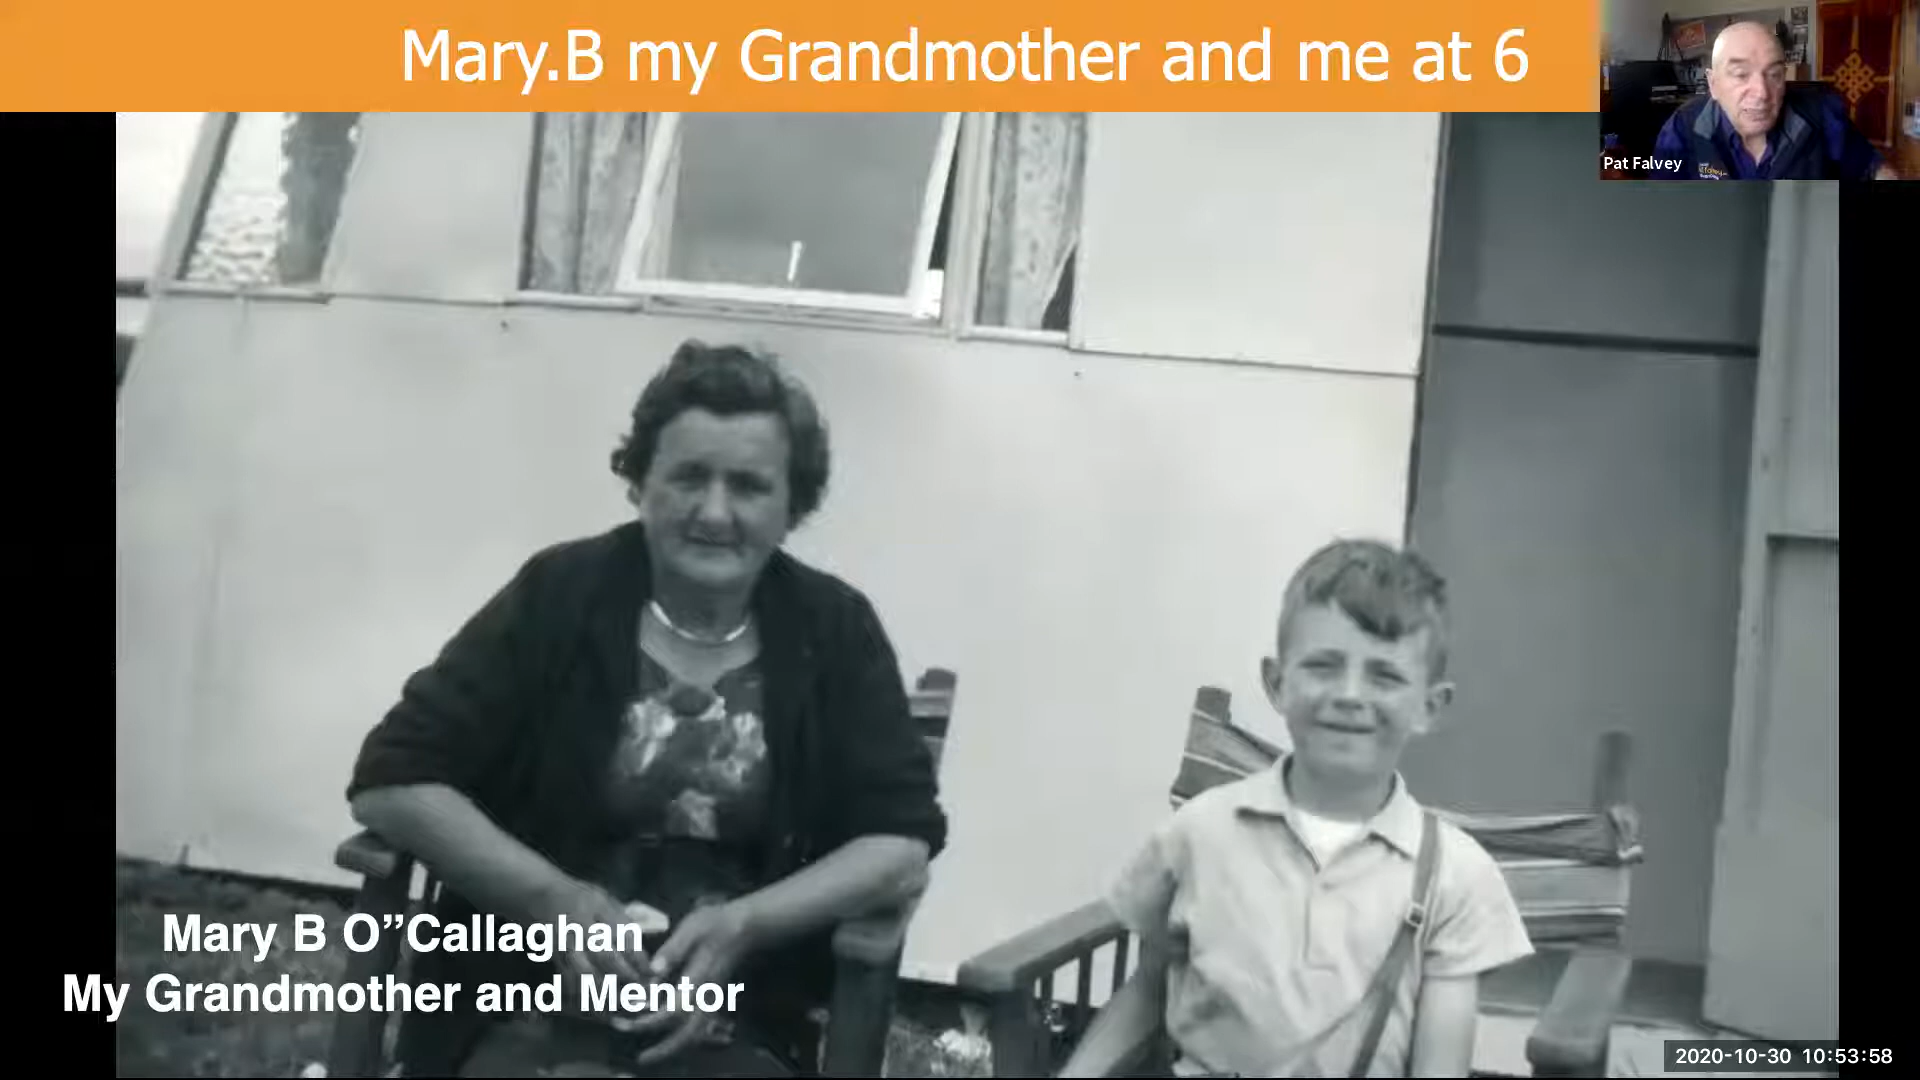 Mary.B my Grandmother and me at 6
Pat Falvey
Mary B O”Callaghan
My Grandmother and Mentor
2020-10-30 10:53:58